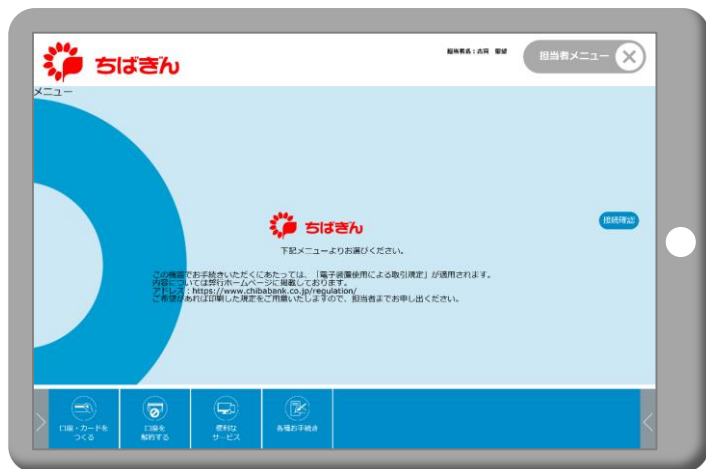 ちばぎん
担当者名：古宮
担当者メニュー
メニュー
ちばぎん
下記メニューよりお選びください。
接続確認
この機器でお手続きいただくにあたっては、「電子装置使用による取引規定」が適用されます。
内容については弊行ホームページに掲載しております。
アドレス：https://www.chibabank.co.jp/regulation/
ご希望があれば印刷した規定をご用意いたしますので、担当者までお申し出ください。
口座・カードを
つくる
口座を
解約する
便利な
サービス
各種お手続き